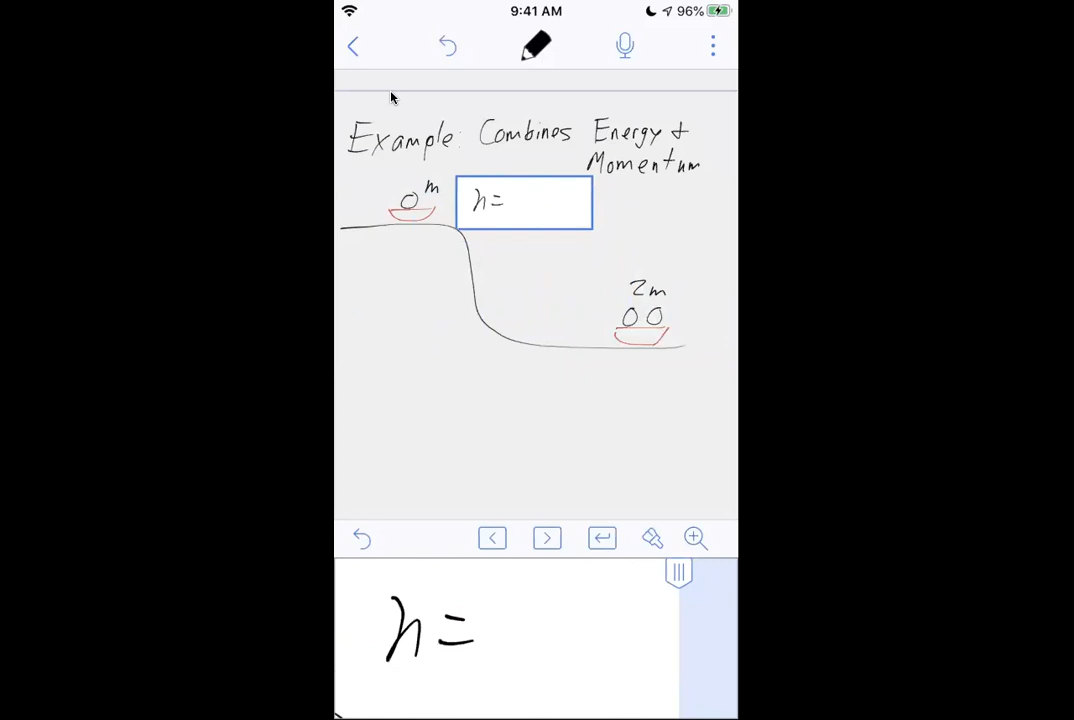 9:41 AM
96%
Example: Combines Energy &
Momentum
m
h =
2m
h =